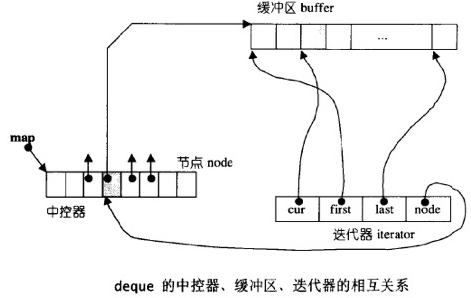 缓冲区 buffer
...
map
节点 node
中控器
cur first last node
迭代器 iterator
deque 的中控器、缓冲区、迭代器的相互关系